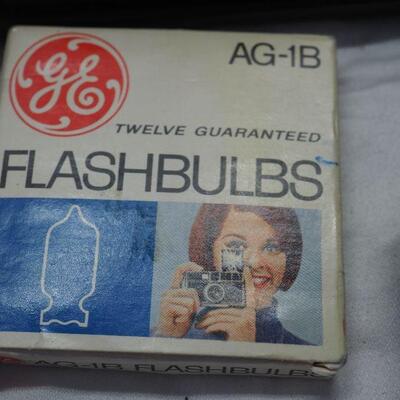 GE
AG-1B
TWELVE GUARANTEED
FLASHBULBS
AG-1B FLASHBULBS